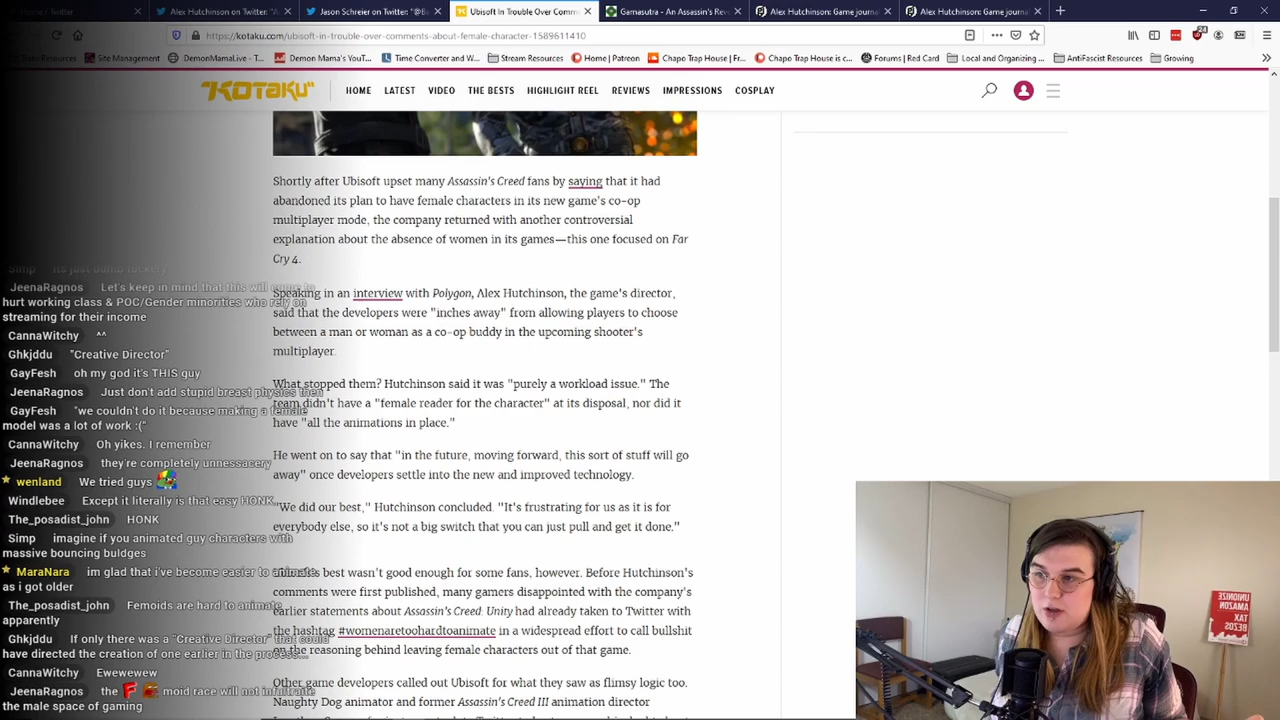 Home / Twitter
Alex Hutchinson on Twitter: "A
Jason Schreier on Twitter: "@Be
Ubisoft In Trouble Over Comme
Gamasutra - An Assassin's Revi
Alex Hutchinson: Game journali
Alex Hutchinson: Game journali
https://kotaku.com/ubisoft-in-trouble-over-comments-about-female-character-1589611410
Site Management
DemonMamaLive - T...
Demon Mama's YouT...
Time Converter and W...
Stream Resources
Home | Patreon
Chapo Trap House | Fr...
Chapo Trap House is c...
Forums | Red Card
Local and Organizing ...
AntiFascist Resources
Growing
KOTAKU
HOME LATEST VIDEO THE BESTS HIGHLIGHT REEL REVIEWS IMPRESSIONS COSPLAY
Shortly after Ubisoft upset many Assassin's Creed fans by saying that it had
abandoned its plan to have female characters in its new game's co-op
multiplayer mode, the company returned with another controversial
explanation about the absence of women in its games—this one focused on Far
Cry 4.
Speaking in an interview with Polygon, Alex Hutchinson, the game's director,
said that the developers were "inches away" from allowing players to choose
between a man or woman as a co-op buddy in the upcoming shooter's
multiplayer.
What stopped them? Hutchinson said it was "purely a workload issue." The
team didn't have a "female reader for the character" at its disposal, nor did it
have "all the animations in place."
He went on to say that "in the future, moving forward, this sort of stuff will go
away" once developers settle into the new and improved technology.
"We did our best," Hutchinson concluded. "It's frustrating for us as it is for
everybody else, so it's not a big switch that you can just pull and get it done."
best wasn't good enough for some fans, however. Before Hutchinson's
comments were first published, many gamers disappointed with the company's
earlier statements about Assassin's Creed: Unity had already taken to Twitter with
the hashtag #womenaretoohardtoanimate in a widespread effort to call bullshit
on the reasoning behind leaving female characters out of that game.
Other game developers called out Ubisoft for what they saw as flimsy logic too.
Naughty Dog animator and former Assassin's Creed III animation director
Simp its just dumb fuckery
JeenaRagnos Let's keep in mind that this will more to
hurt working class & POC/Gender minorities who rely on
streaming for their income
CannaWitchy ^^
Ghkjddu "Creative Director"
GayFesh oh my god it's THIS guy
JeenaRagnos Just don't add stupid breast physics then
GayFesh "we couldn't do it because making a female
model was a lot of work :("
CannaWitchy Oh yikes. I remember
JeenaRagnos they're completely unnessacery
wenland We tried guys
Windlebee Except it literally is that easy HONK
The_posadist_john HONK
Simp imagine if you animated guy characters with
massive bouncing buldges
MaraNara im glad that i've become easier to animate
as i got older
The_posadist_john Femoids are hard to animate
apparently
Ghkjddu If only there was a "Creative Director" that could
have directed the creation of one earlier in the process...
CannaWitchy Ewewewew
JeenaRagnos the F moid race will not infultraite
the male space of gaming
UNIONIZE
AMAZON
TAX
BEZOS